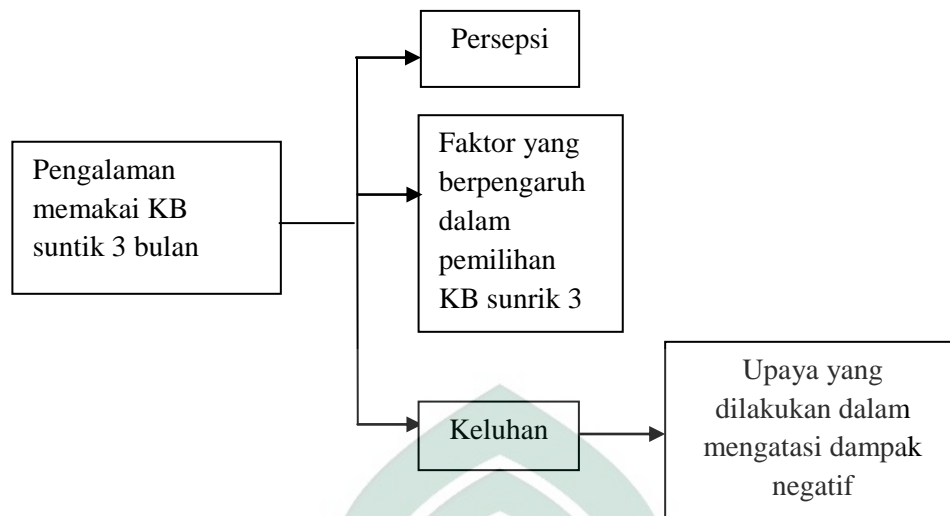 Persepsi
Pengalaman
memakai KB
suntik 3 bulan
Faktor yang
berpengaruh
dalam
pemilihan
KB sunrik 3
Keluhan
Upaya yang
dilakukan dalam
mengatasi dampak
negatif